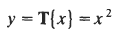 y = T{x} = x²